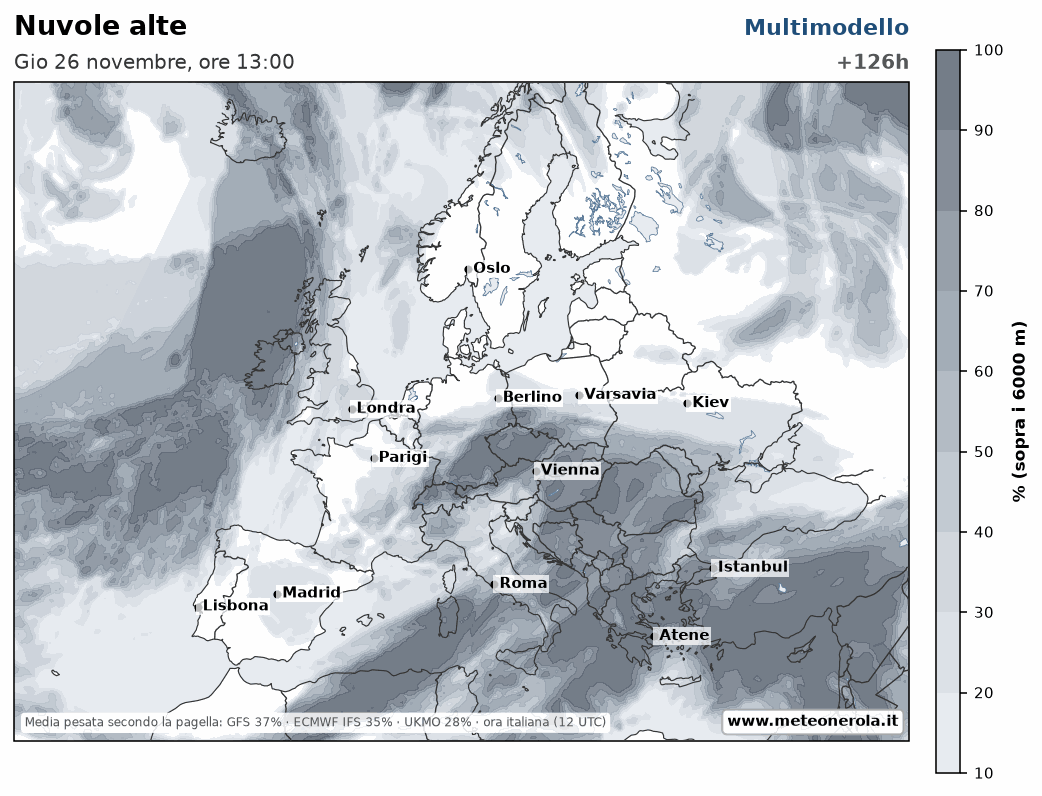 Nuvole alte
Multimodello
Gio 26 novembre, ore 13:00
+126h
100
90
80
70
60
50
40
30
20
10
% (sopra i 6000 m)
Oslo
Londra
Berlino
Varsavia
Kiev
Parigi
Vienna
Istanbul
Roma
Madrid
Lisbona
Atene
Media pesata secondo la pagella: GFS 37% · ECMWF IFS 35% · UKMO 28% · ora italiana (12 UTC)
www.meteonerola.it